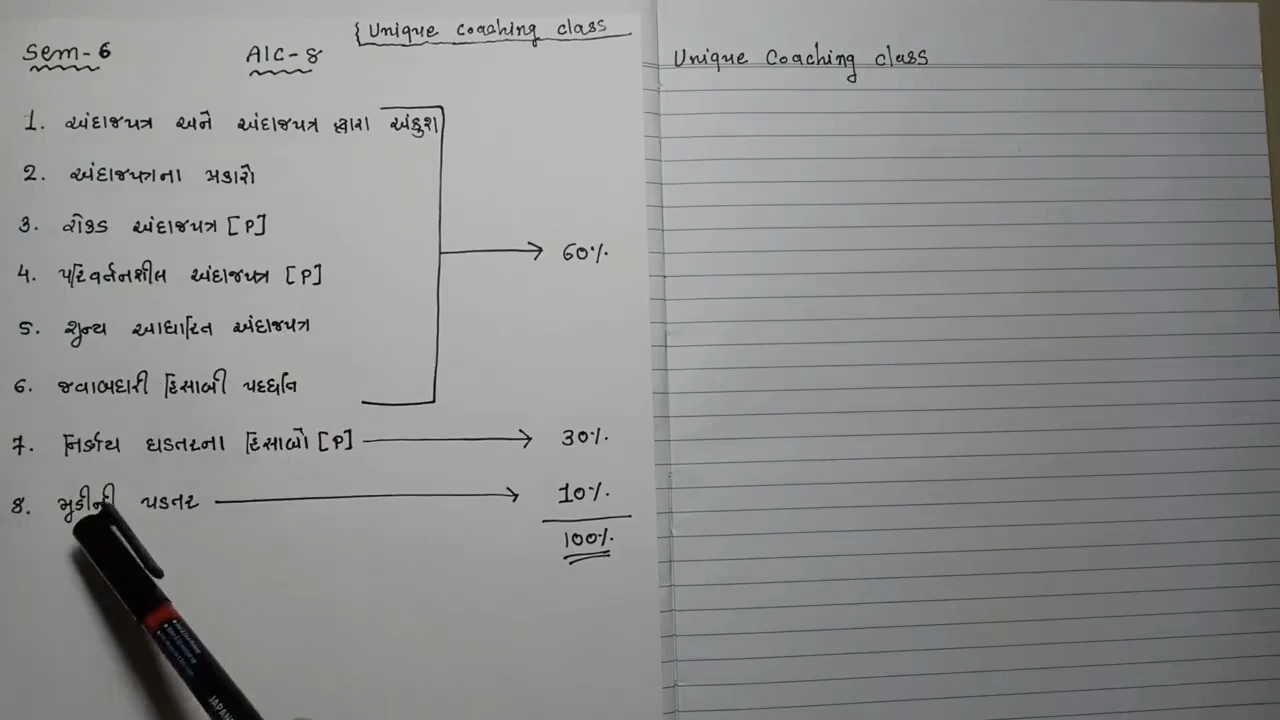 { Unique coaching class
Sem-6 A/C-8
1. અંદાજપત્ર અને અંદાજપત્ર દ્વારા અંકુશ
2. અંદાજપત્રના પ્રકારો
3. રોકડ અંદાજપત્ર [P]
4. પરિવર્તનશીલ અંદાજપત્ર [P]
5. શૂન્ય આધારિત અંદાજપત્ર
6. જવાબદારી હિસાબી પદ્ધતિ
60%.
7. નિર્ણય ઘડતરના હિસાબો [P] 30%.
8. મુડીની પડતર 10%.
100%.
Unique Coaching class
JAPAN